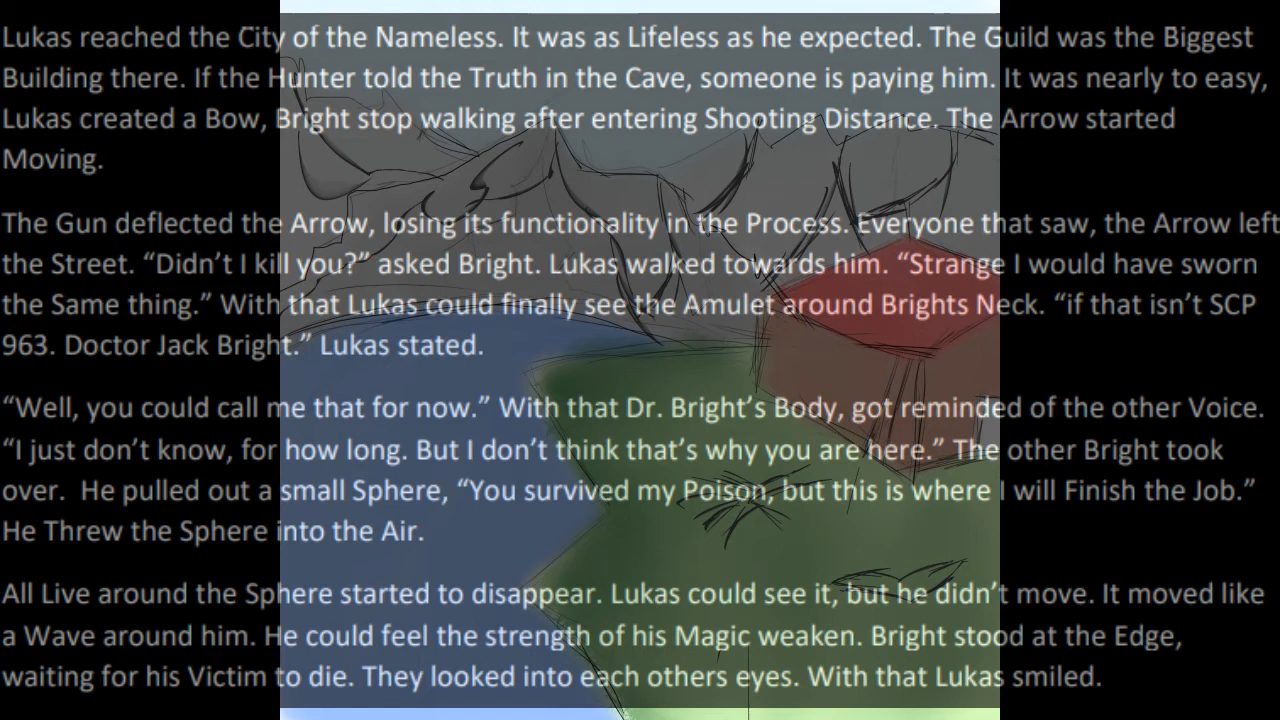 Lukas reached the City of the Nameless. It was as Lifeless as he expected. The Guild was the Biggest
Building there. If the Hunter told the Truth in the Cave, someone is paying him. It was nearly to easy,
Lukas created a Bow, Bright stop walking after entering Shooting Distance. The Arrow started
Moving.
The Gun deflected the Arrow, losing its functionality in the Process. Everyone that saw, the Arrow left
the Street. “Didn’t I kill you?” asked Bright. Lukas walked towards him. “Strange I would have sworn
the Same thing.” With that Lukas could finally see the Amulet around Brights Neck. “if that isn’t SCP
963. Doctor Jack Bright.” Lukas stated.
“Well, you could call me that for now.” With that Dr. Bright’s Body, got reminded of the other Voice.
“I just don’t know, for how long. But I don’t think that’s why you are here.” The other Bright took
over.  He pulled out a small Sphere, “You survived my Poison, but this is where I will Finish the Job.”
He Threw the Sphere into the Air.
All Live around the Sphere started to disappear. Lukas could see it, but he didn’t move. It moved like
a Wave around him. He could feel the strength of his Magic weaken. Bright stood at the Edge,
waiting for his Victim to die. They looked into each others eyes. With that Lukas smiled.